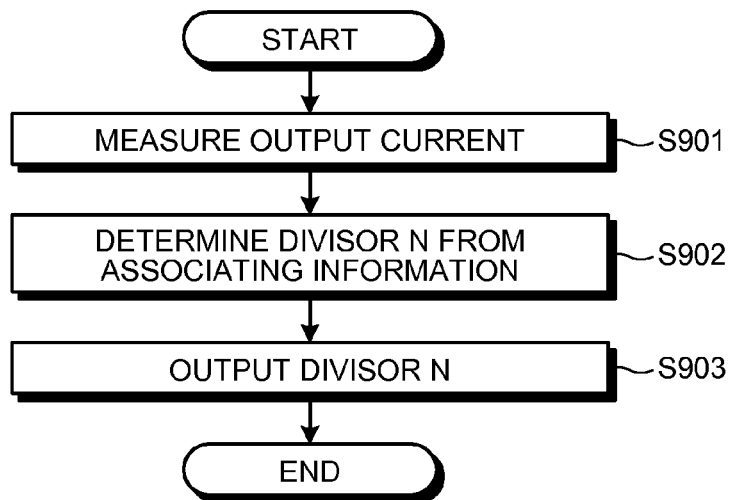 START
MEASURE OUTPUT CURRENT
S901
DETERMINE DIVISOR N FROM
ASSOCIATING INFORMATION
S902
OUTPUT DIVISOR N
S903
END